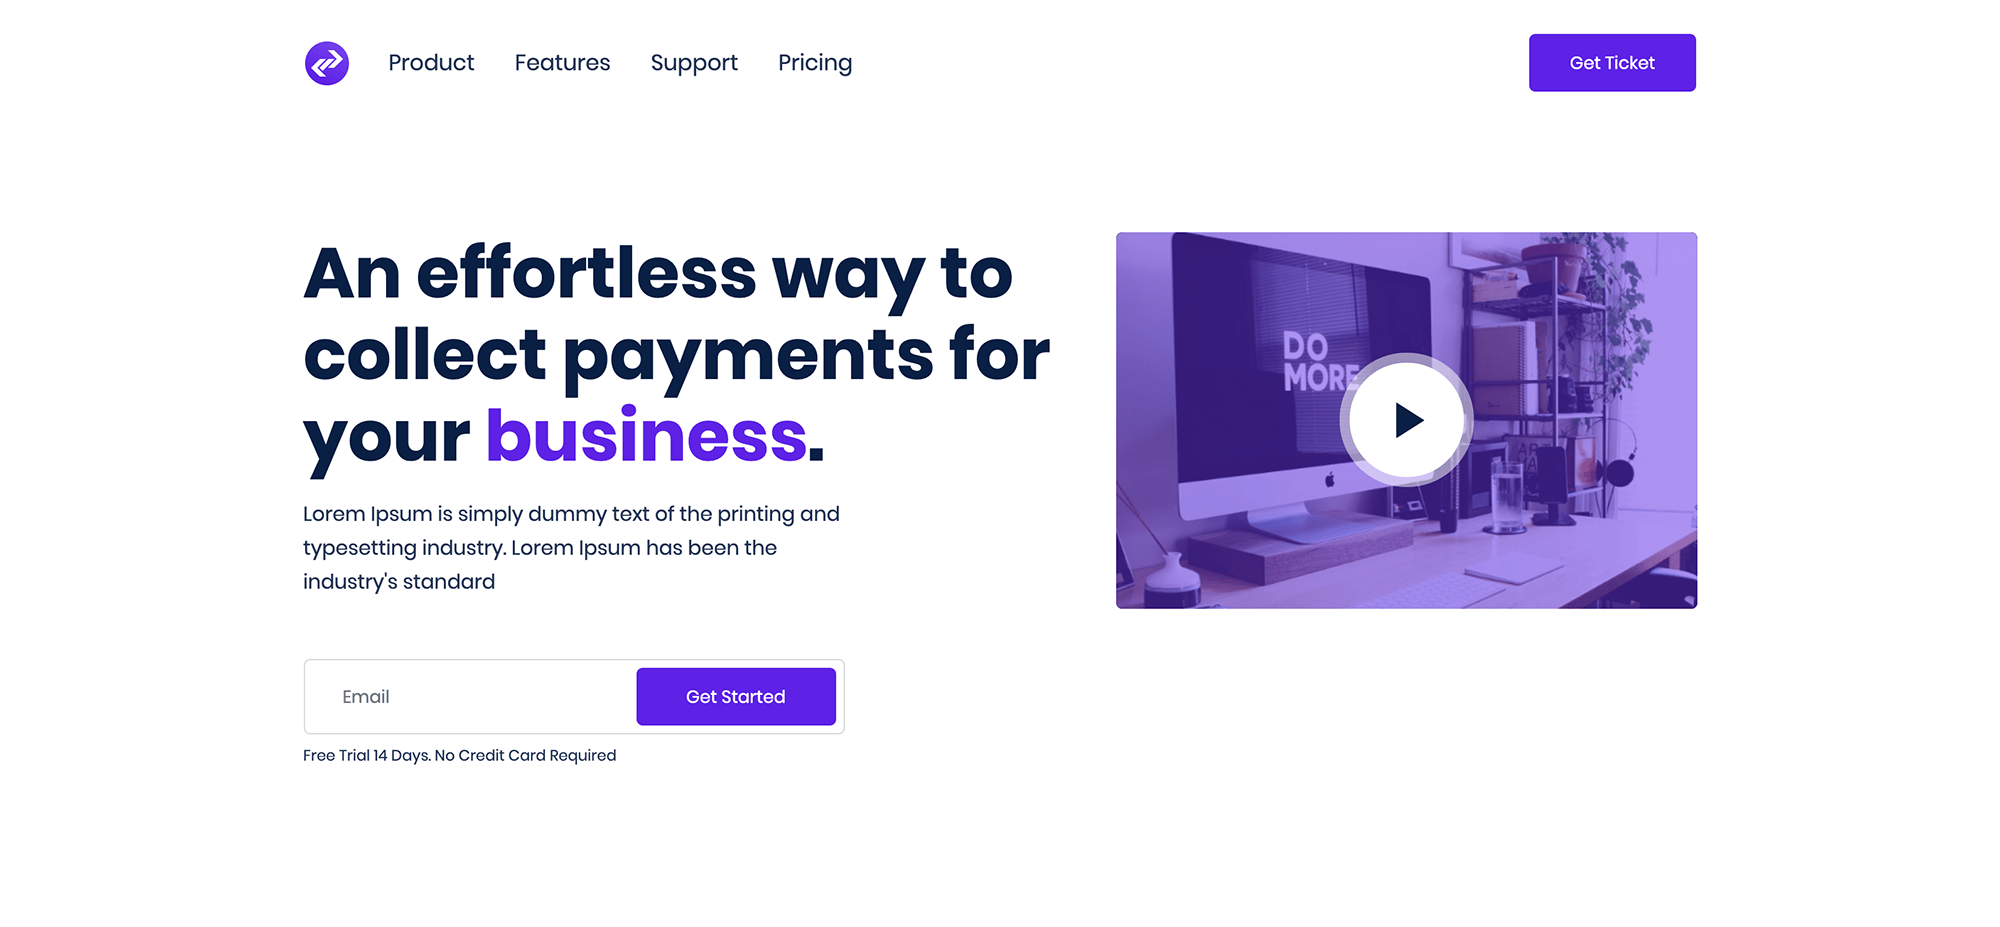 Product
Features
Support
Pricing
Get Ticket
An effortless way to
collect payments for
your business.
Lorem Ipsum is simply dummy text of the printing and
typesetting industry. Lorem Ipsum has been the
industry's standard
Email
Get Started
Free Trial 14 Days. No Credit Card Required
DO
MORE